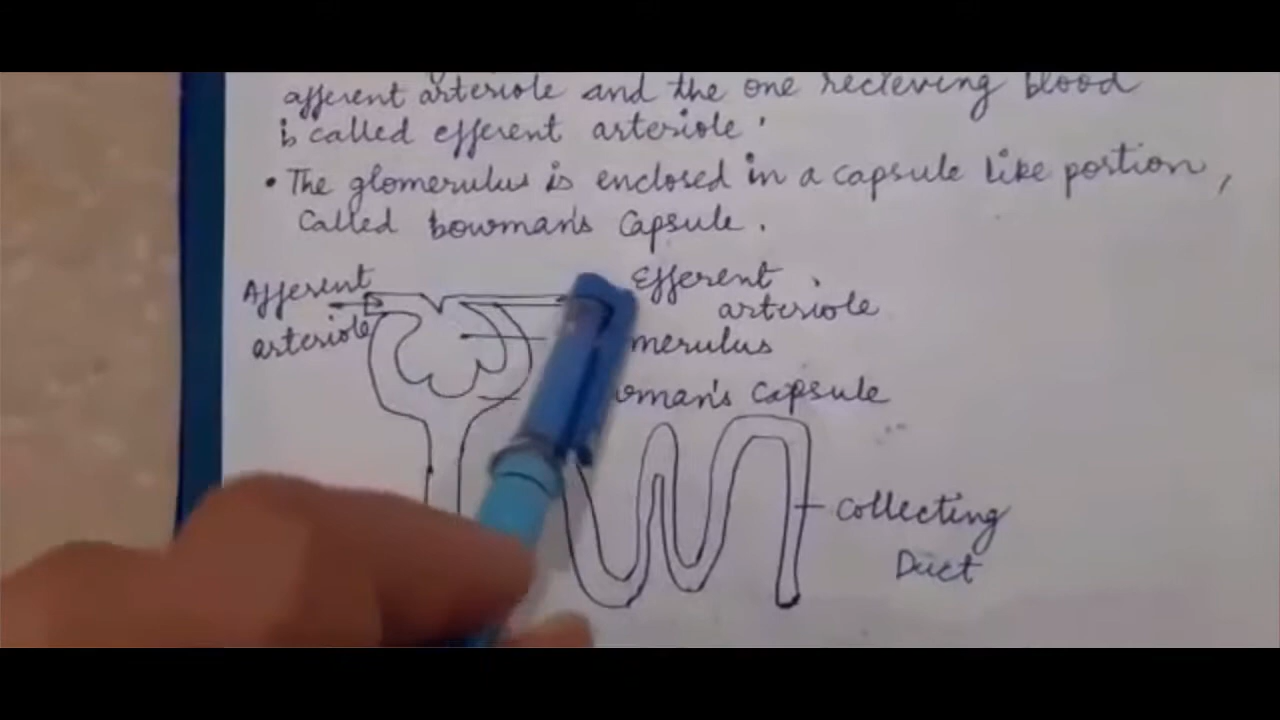 afferent arteriole and the one recieving blood
is called efferent arteriole.
• The glomerulus is enclosed in a capsule like portion,
called bowman's capsule.
Afferent
arteriole
Efferent
arteriole
merulus
wman's capsule
Collecting
Duct